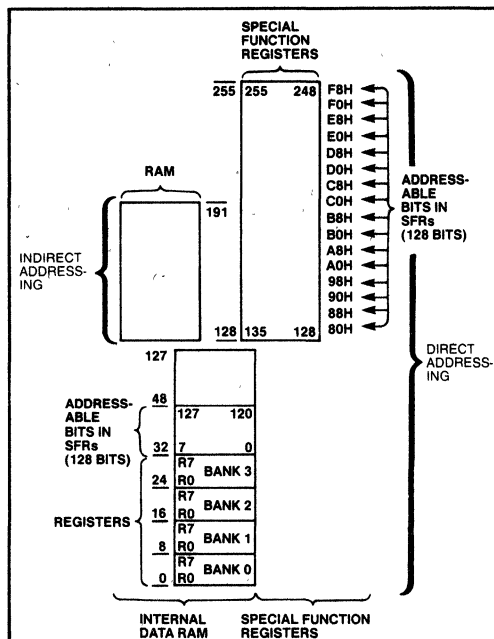 SPECIAL
FUNCTION
REGISTERS
255 255 248
F8H
F0H
E8H
E0H
D8H
D0H
C8H
C0H
B8H
B0H
A8H
A0H
98H
90H
88H
80H
ADDRESS-
ABLE
BITS IN
SFRs
(128 BITS)
RAM
191
INDIRECT
ADDRESS-
ING
128 135 128
DIRECT
ADDRESS-
ING
127
48
ADDRESS-
ABLE
BITS IN
SFRs
(128 BITS)
127 120
32 7 0
R7
R0 BANK 3
24
R7
R0 BANK 2
16
REGISTERS
R7
R0 BANK 1
8
R7
R0 BANK 0
0
INTERNAL
DATA RAM
SPECIAL FUNCTION
REGISTERS